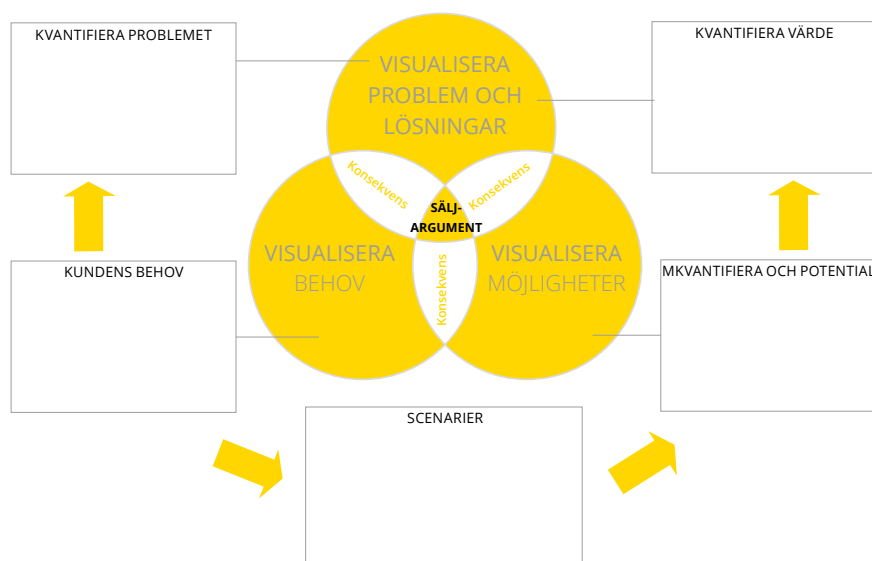 KVANTIFIERA PROBLEMET
KVANTIFIERA VÄRDE
VISUALISERA
PROBLEM OCH
LÖSNINGAR
Konsekvens
Konsekvens
SÄLJ-
ARGUMENT
VISUALISERA
BEHOV
VISUALISERA
MÖJLIGHETER
Konsekvens
KUNDENS BEHOV
MKVANTIFIERA OCH POTENTIAL
SCENARIER